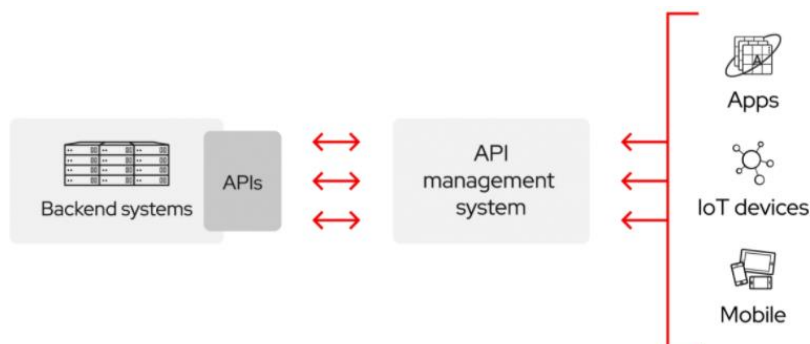 Backend systems
APIs
API
management
system
Apps
IoT devices
Mobile